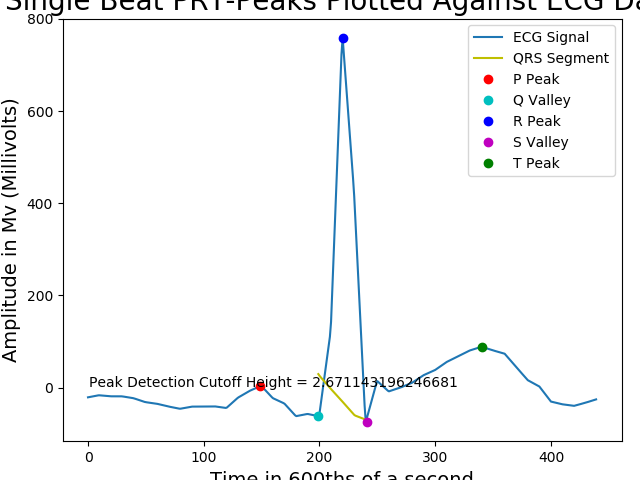 Single Beat PRT-Peaks Plotted Against ECG Da
800
600
400
200
0
Amplitude in Mv (Millivolts)
ECG Signal
QRS Segment
P Peak
Q Valley
R Peak
S Valley
T Peak
Peak Detection Cutoff Height = 2.671143196246681
0 100 200 300 400
Time in 600ths of a second